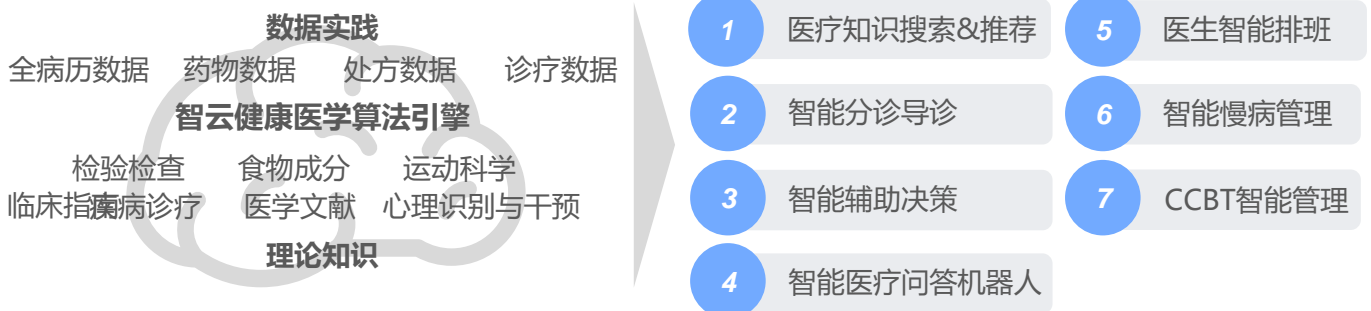 数据实践
全病历数据 药物数据 处方数据 诊疗数据
智云健康医学算法引擎
检验检查 食物成分 运动科学
临床指南 疾病诊疗 医学文献 心理识别与干预
理论知识
1 医疗知识搜索&推荐
2 智能分诊导诊
3 智能辅助决策
4 智能医疗问答机器人
5 医生智能排班
6 智能慢病管理
7 CCBT智能管理